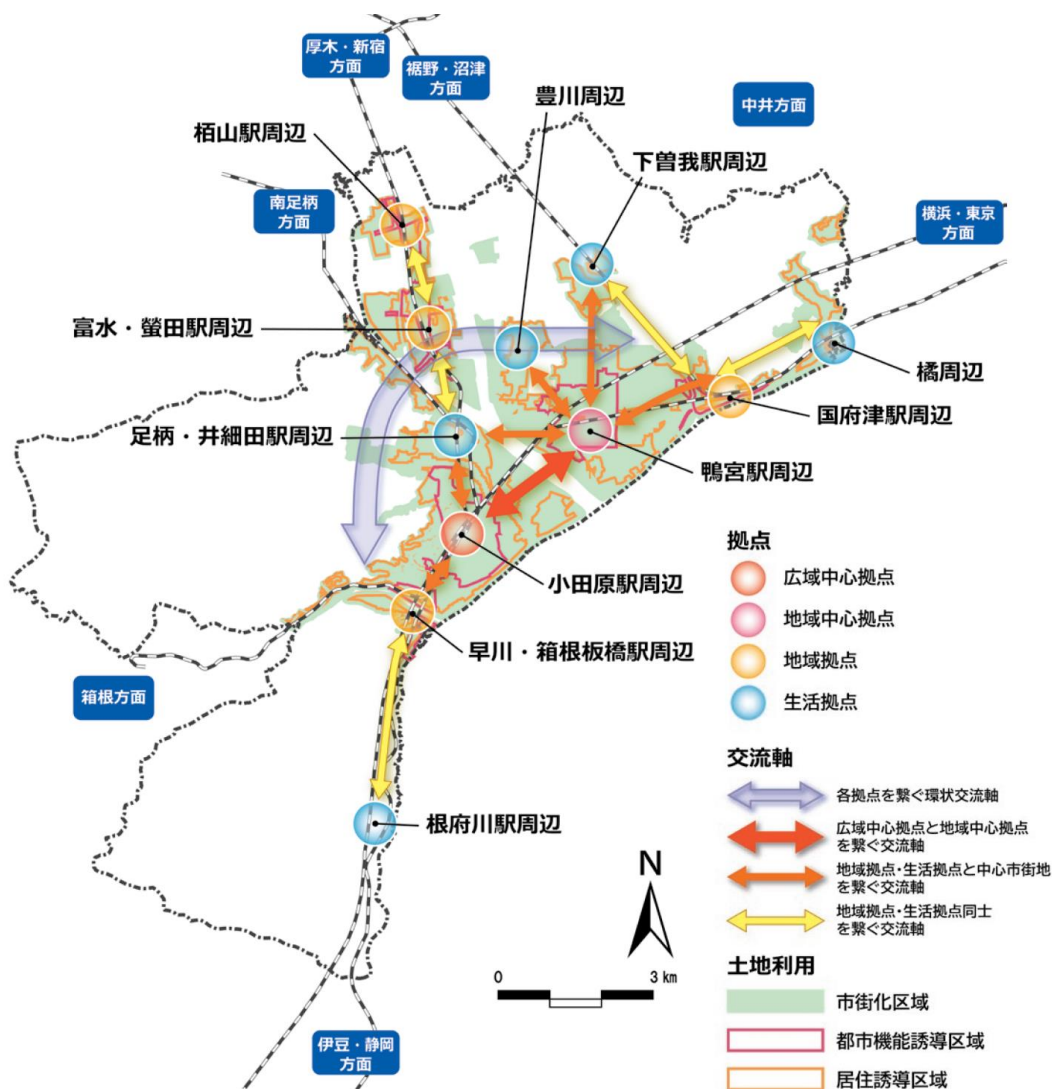 厚木・新宿
方面
裾野・沼津
方面
豊川周辺
中井方面
栢山駅周辺
下曽我駅周辺
南足柄
方面
横浜・東京
方面
富水・螢田駅周辺
橘周辺
国府津駅周辺
足柄・井細田駅周辺
鴨宮駅周辺
小田原駅周辺
早川・箱根板橋駅周辺
箱根方面
根府川駅周辺
伊豆・静岡
方面
N
0 3 km
拠点
広域中心拠点
地域中心拠点
地域拠点
生活拠点
交流軸
各拠点を繋ぐ環状交流軸
広域中心拠点と地域中心拠点
を繋ぐ交流軸
地域拠点・生活拠点と中心市街地
を繋ぐ交流軸
地域拠点・生活拠点同士
を繋ぐ交流軸
土地利用
市街化区域
都市機能誘導区域
居住誘導区域